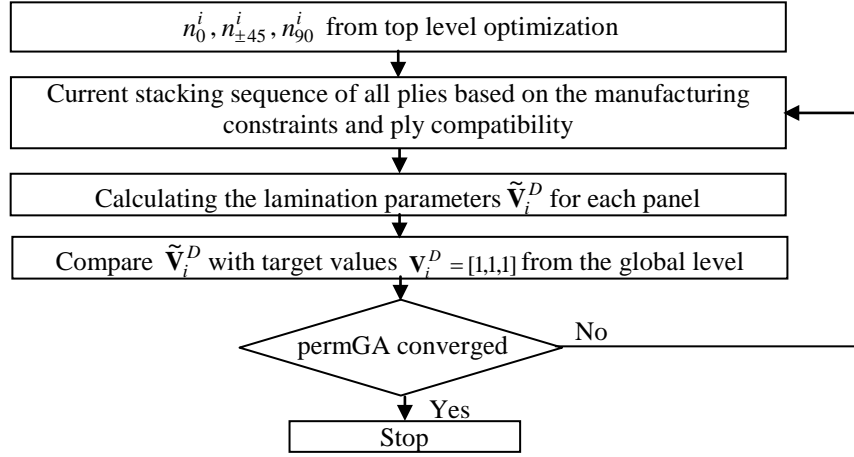 n_0^i, n_{±45}^i, n_{90}^i from top level optimization
Current stacking sequence of all plies based on the manufacturing
constraints and ply compatibility
Calculating the lamination parameters Ṽ_i^D for each panel
Compare Ṽ_i^D with target values V_i^D = [1,1,1] from the global level
permGA converged
No
Yes
Stop